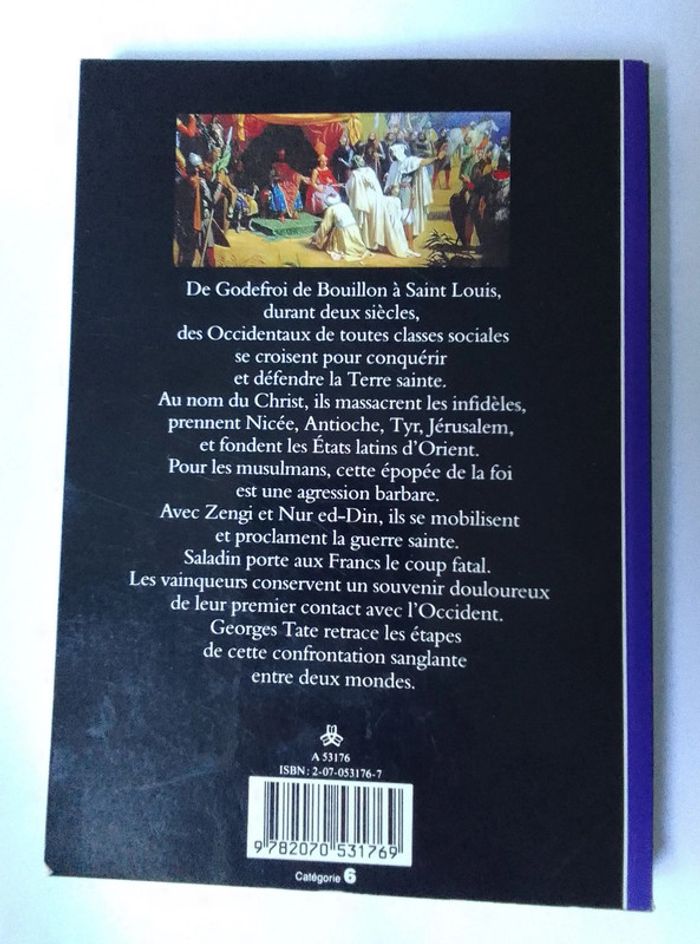 De Godefroi de Bouillon à Saint Louis,
durant deux siècles,
des Occidentaux de toutes classes sociales
se croisent pour conquérir
et défendre la Terre sainte.
Au nom du Christ, ils massacrent les infidèles,
prennent Nicée, Antioche, Tyr, Jérusalem,
et fondent les États latins d’Orient.
Pour les musulmans, cette épopée de la foi
est une agression barbare.
Avec Zengi et Nur ed-Din, ils se mobilisent
et proclament la guerre sainte.
Saladin porte aux Francs le coup fatal.
Les vainqueurs conservent un souvenir douloureux
de leur premier contact avec l’Occident.
Georges Tate retrace les étapes
de cette confrontation sanglante
entre deux mondes.
A 53176
ISBN : 2-07-053176-7
9 782070 531769
Catégorie 6